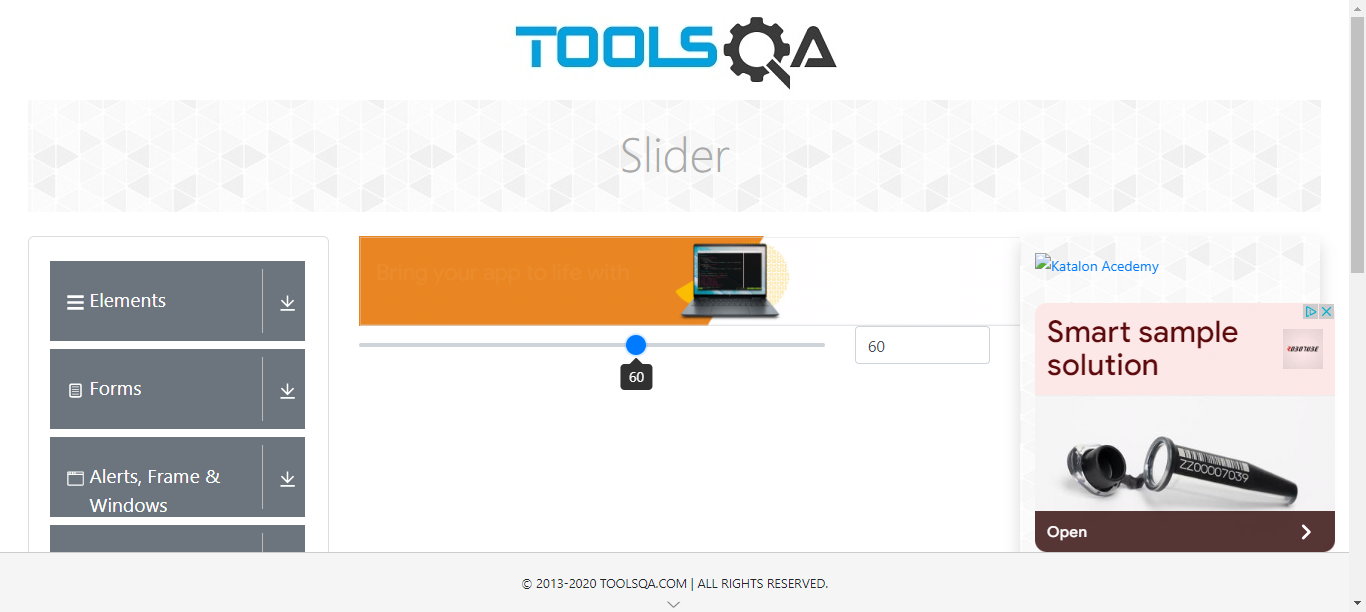 TOOLSQA
Slider
Elements
Forms
Alerts, Frame &
Windows
Bring your app to life with
60
60
Katalon Acedemy
Smart sample
solution
ZZ00007039
Open
© 2013-2020 TOOLSQA.COM | ALL RIGHTS RESERVED.